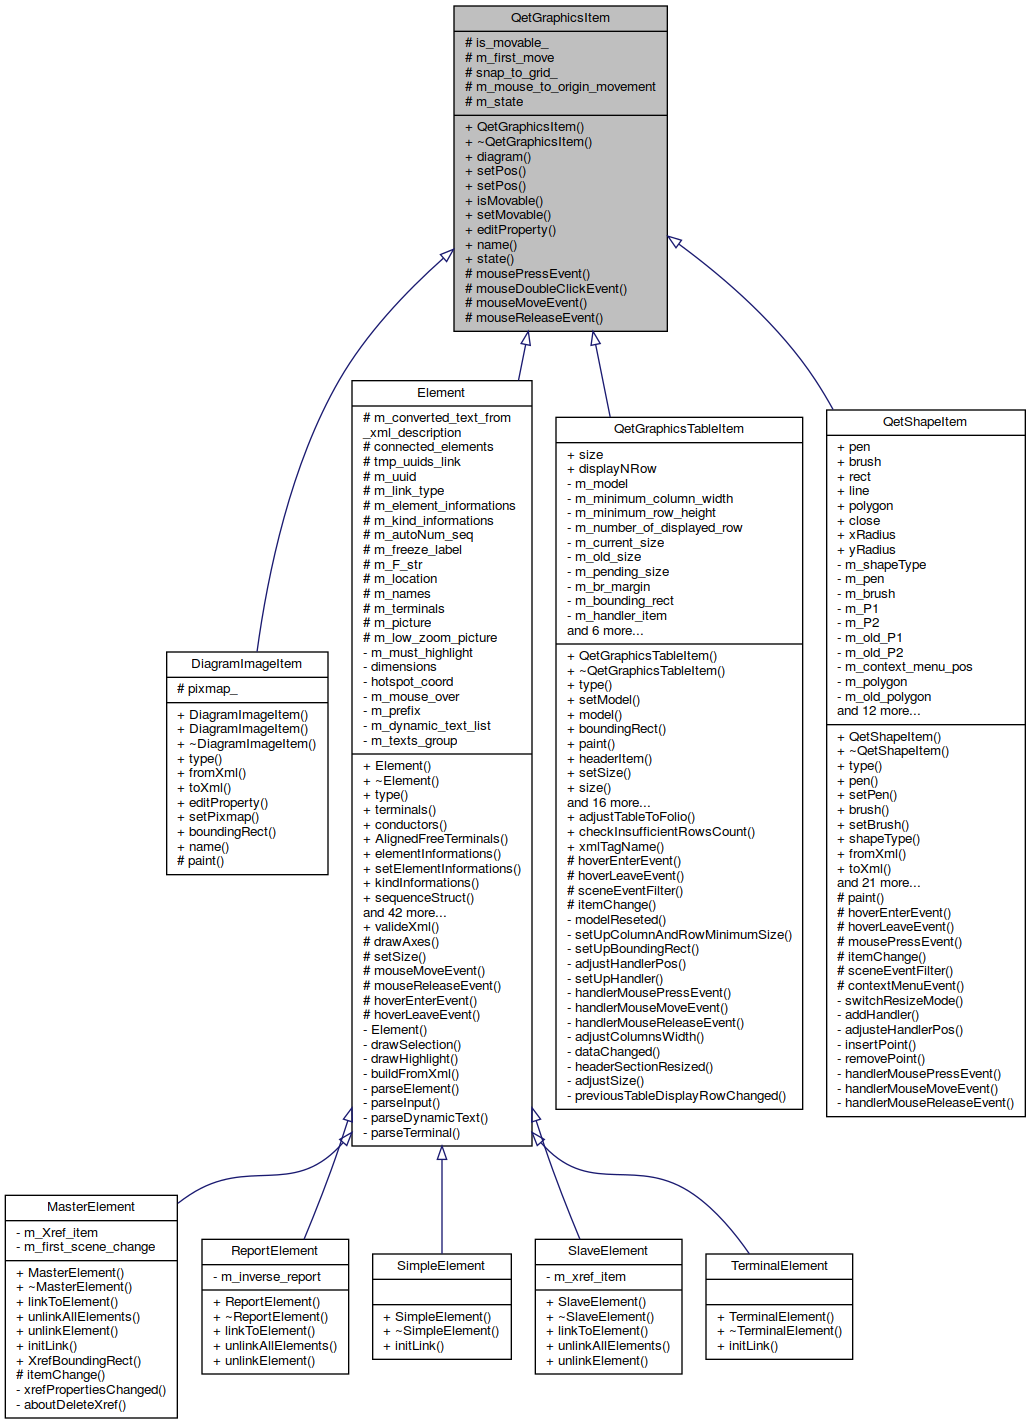 QetGraphicsItem
# is_movable_
# m_first_move
# snap_to_grid_
# m_mouse_to_origin_movement
# m_state
+ QetGraphicsItem()
+ ~QetGraphicsItem()
+ diagram()
+ setPos()
+ setPos()
+ isMovable()
+ setMovable()
+ editProperty()
+ name()
+ state()
# mousePressEvent()
# mouseDoubleClickEvent()
# mouseMoveEvent()
# mouseReleaseEvent()
DiagramImageItem
# pixmap_
+ DiagramImageItem()
+ DiagramImageItem()
+ ~DiagramImageItem()
+ type()
+ fromXml()
+ toXml()
+ editProperty()
+ setPixmap()
+ boundingRect()
+ name()
# paint()
Element
# m_converted_text_from
_xml_description
# connected_elements
# tmp_uuids_link
# m_uuid
# m_link_type
# m_element_informations
# m_kind_informations
# m_autoNum_seq
# m_freeze_label
# m_F_str
# m_location
# m_names
# m_terminals
# m_picture
# m_low_zoom_picture
- m_must_highlight
- dimensions
- hotspot_coord
- m_mouse_over
- m_prefix
- m_dynamic_text_list
- m_texts_group
+ Element()
+ ~Element()
+ type()
+ terminals()
+ conductors()
+ AlignedFreeTerminals()
+ elementInformations()
+ setElementInformations()
+ kindInformations()
+ sequenceStruct()
and 42 more...
+ valideXml()
# drawAxes()
# setSize()
# mouseMoveEvent()
# mouseReleaseEvent()
# hoverEnterEvent()
# hoverLeaveEvent()
- Element()
- drawSelection()
- drawHighlight()
- buildFromXml()
- parseElement()
- parseInput()
- parseDynamicText()
- parseTerminal()
QetGraphicsTableItem
+ size
+ displayNRow
- m_model
- m_minimum_column_width
- m_minimum_row_height
- m_number_of_displayed_row
- m_current_size
- m_old_size
- m_pending_size
- m_br_margin
- m_bounding_rect
- m_handler_item
and 6 more...
+ QetGraphicsTableItem()
+ ~QetGraphicsTableItem()
+ type()
+ setModel()
+ model()
+ boundingRect()
+ paint()
+ headerItem()
+ setSize()
+ size()
and 16 more...
+ adjustTableToFolio()
+ checkInsufficientRowsCount()
+ xmlTagName()
# hoverEnterEvent()
# hoverLeaveEvent()
# sceneEventFilter()
# itemChange()
- modelReseted()
- setUpColumnAndRowMinimumSize()
- setUpBoundingRect()
- adjustHandlerPos()
- setUpHandler()
- handlerMousePressEvent()
- handlerMouseMoveEvent()
- handlerMouseReleaseEvent()
- adjustColumnsWidth()
- dataChanged()
- headerSectionResized()
- adjustSize()
- previousTableDisplayRowChanged()
QetShapeItem
+ pen
+ brush
+ rect
+ line
+ polygon
+ close
+ xRadius
+ yRadius
- m_shapeType
- m_pen
- m_brush
- m_P1
- m_P2
- m_old_P1
- m_old_P2
- m_context_menu_pos
- m_polygon
- m_old_polygon
and 12 more...
+ QetShapeItem()
+ ~QetShapeItem()
+ type()
+ pen()
+ setPen()
+ brush()
+ setBrush()
+ shapeType()
+ fromXml()
+ toXml()
and 21 more...
# paint()
# hoverEnterEvent()
# hoverLeaveEvent()
# mousePressEvent()
# itemChange()
# sceneEventFilter()
# contextMenuEvent()
- switchResizeMode()
- addHandler()
- adjusteHandlerPos()
- insertPoint()
- removePoint()
- handlerMousePressEvent()
- handlerMouseMoveEvent()
- handlerMouseReleaseEvent()
MasterElement
- m_Xref_item
- m_first_scene_change
+ MasterElement()
+ ~MasterElement()
+ linkToElement()
+ unlinkAllElements()
+ unlinkElement()
+ initLink()
+ XrefBoundingRect()
# itemChange()
- xrefPropertiesChanged()
- aboutDeleteXref()
ReportElement
- m_inverse_report
+ ReportElement()
+ ~ReportElement()
+ linkToElement()
+ unlinkAllElements()
+ unlinkElement()
SimpleElement
+ SimpleElement()
+ ~SimpleElement()
+ initLink()
SlaveElement
- m_xref_item
+ SlaveElement()
+ ~SlaveElement()
+ linkToElement()
+ unlinkAllElements()
+ unlinkElement()
TerminalElement
+ TerminalElement()
+ ~TerminalElement()
+ initLink()